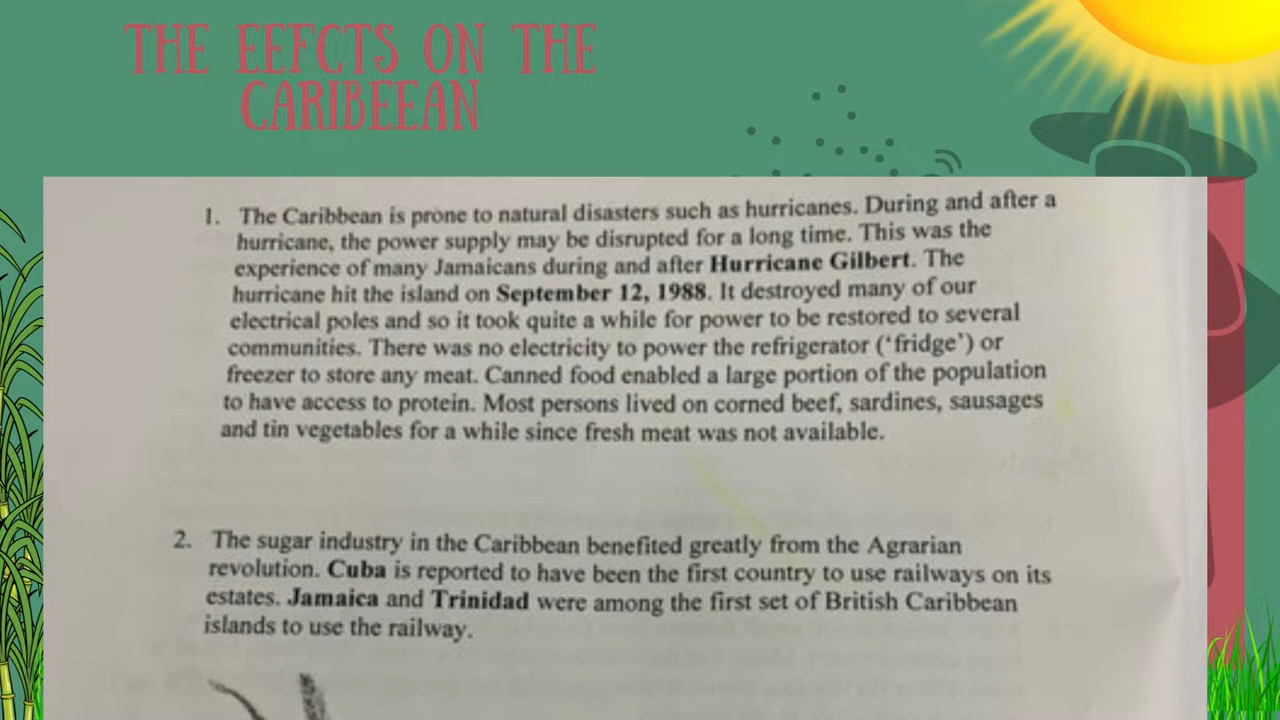 THE EEFCTS ON THE
CARIBEEAN
1. The Caribbean is prone to natural disasters such as hurricanes. During and after a
hurricane, the power supply may be disrupted for a long time. This was the
experience of many Jamaicans during and after Hurricane Gilbert. The
hurricane hit the island on September 12, 1988. It destroyed many of our
electrical poles and so it took quite a while for power to be restored to several
communities. There was no electricity to power the refrigerator (‘fridge’) or
freezer to store any meat. Canned food enabled a large portion of the population
to have access to protein. Most persons lived on corned beef, sardines, sausages
and tin vegetables for a while since fresh meat was not available.
2. The sugar industry in the Caribbean benefited greatly from the Agrarian
revolution. Cuba is reported to have been the first country to use railways on its
estates. Jamaica and Trinidad were among the first set of British Caribbean
islands to use the railway.